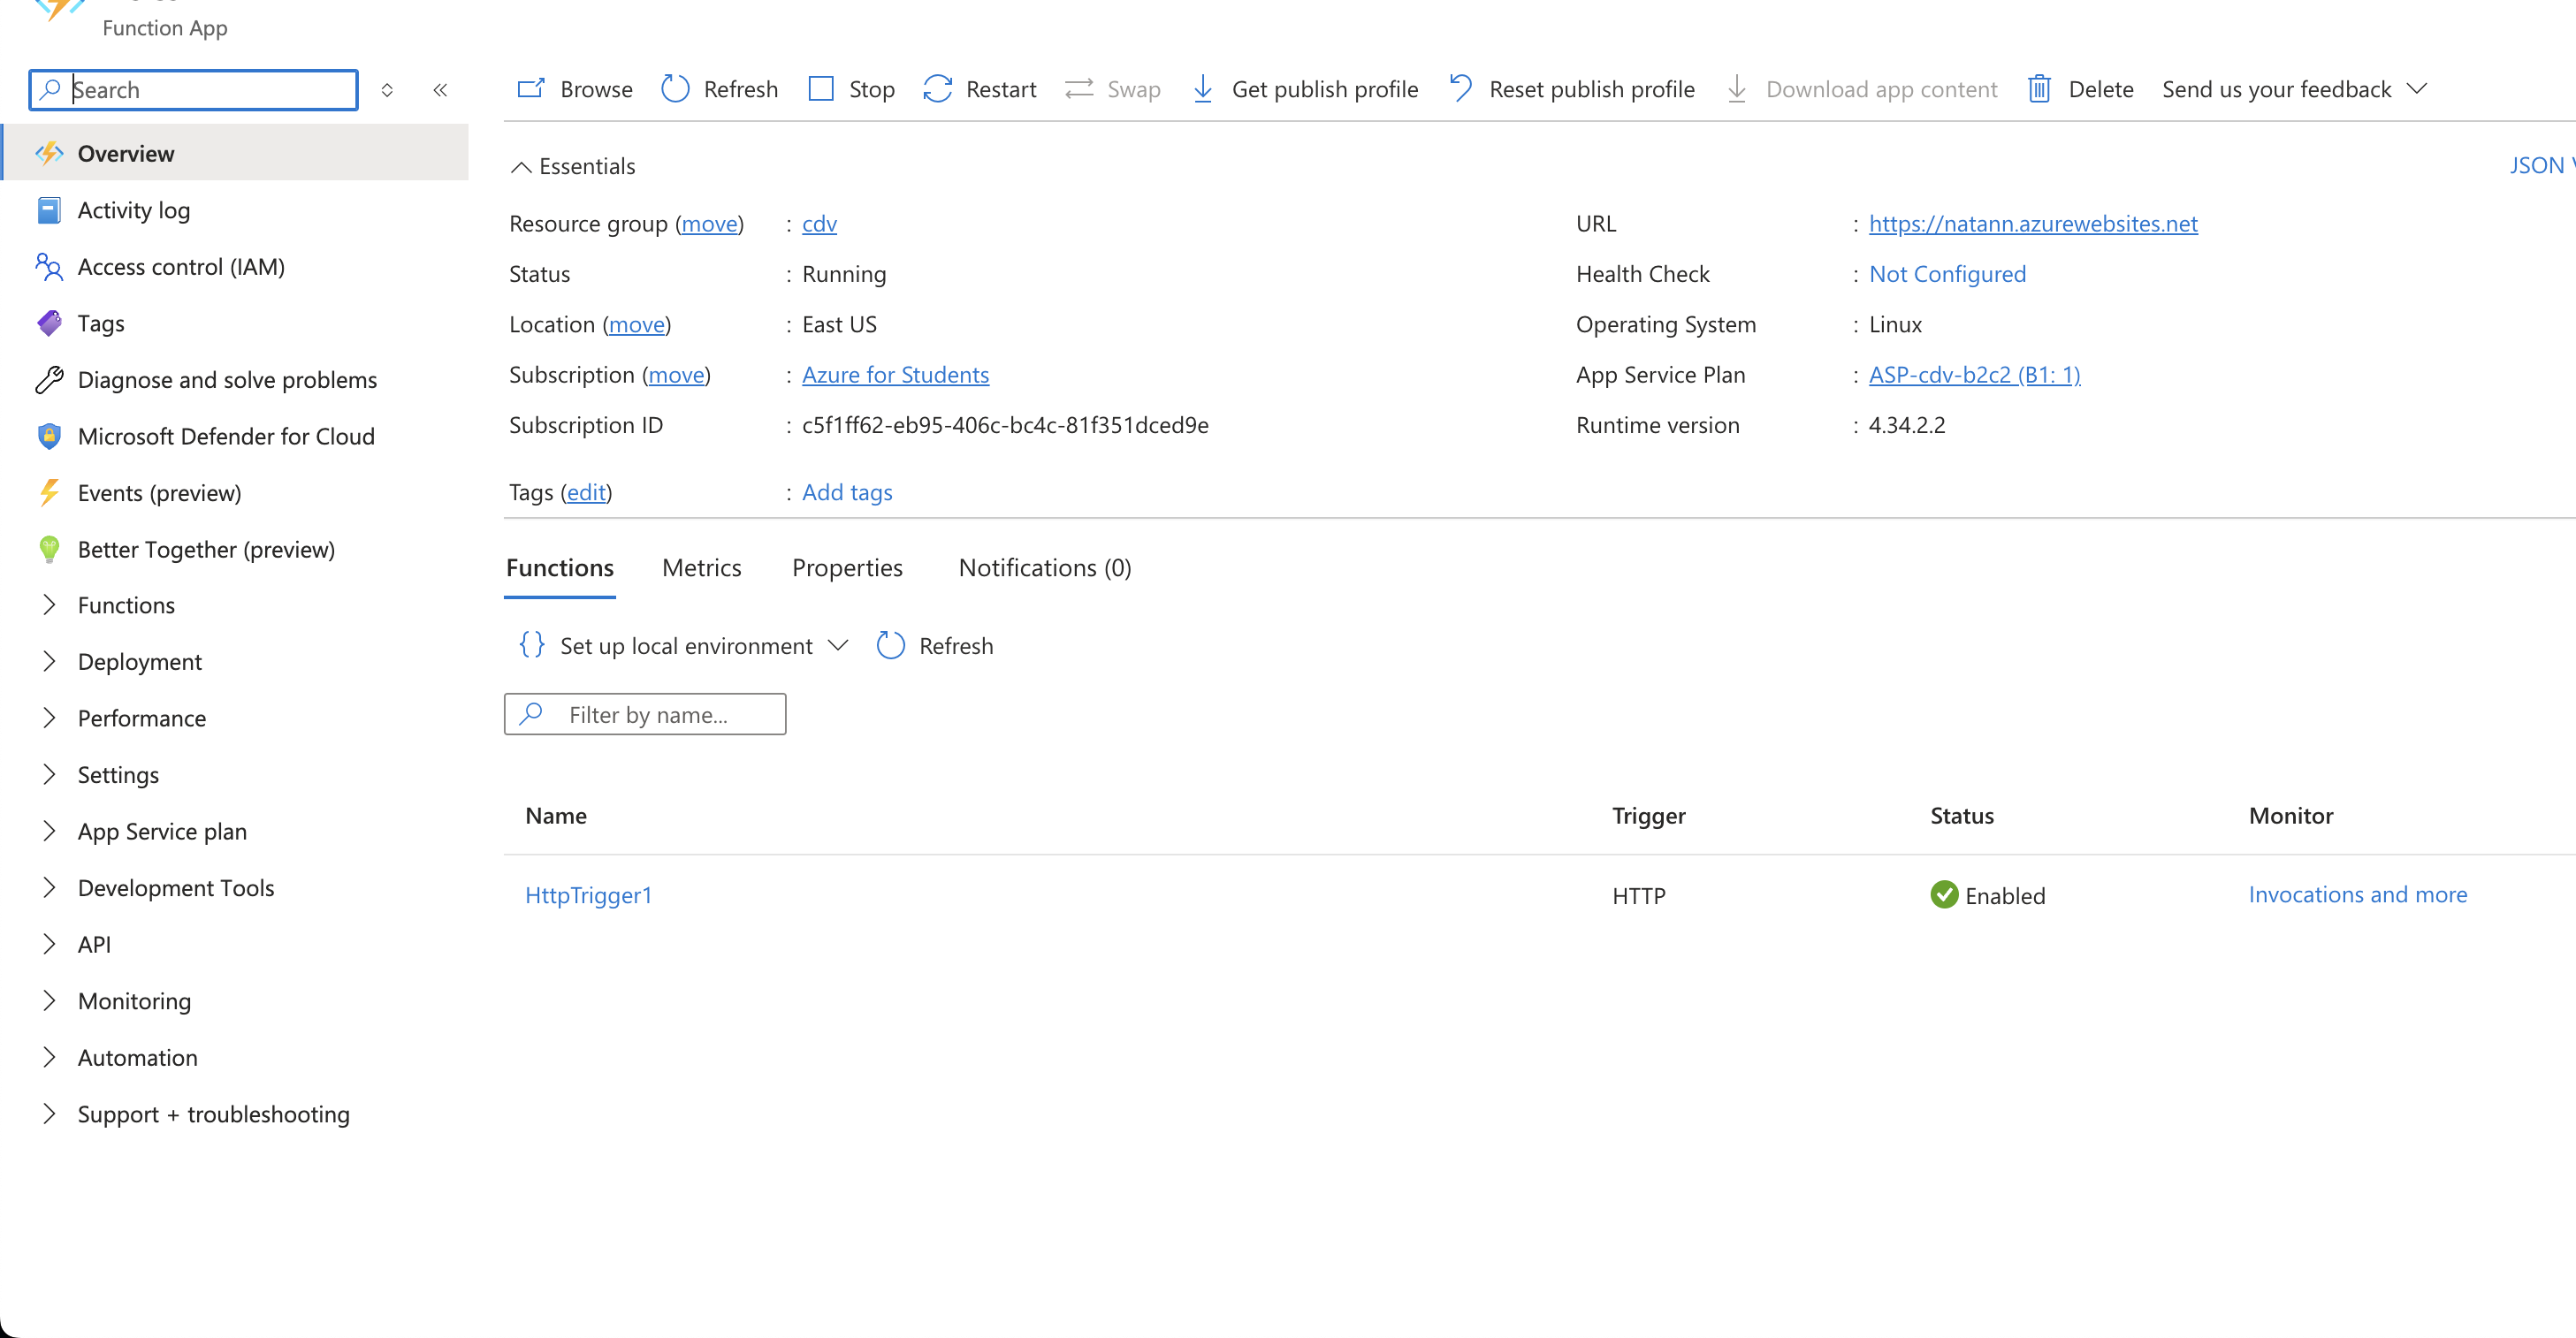 Function App
Search
Browse Refresh Stop Restart Swap Get publish profile Reset publish profile Download app content Delete Send us your feedback
Overview
Activity log
Access control (IAM)
Tags
Diagnose and solve problems
Microsoft Defender for Cloud
Events (preview)
Better Together (preview)
Functions
Deployment
Performance
Settings
App Service plan
Development Tools
API
Monitoring
Automation
Support + troubleshooting
Essentials
JSON
Resource group (move) : cdv
Status : Running
Location (move) : East US
Subscription (move) : Azure for Students
Subscription ID : c5f1ff62-eb95-406c-bc4c-81f351dced9e
URL : https://natann.azurewebsites.net
Health Check : Not Configured
Operating System : Linux
App Service Plan : ASP-cdv-b2c2 (B1: 1)
Runtime version : 4.34.2.2
Tags (edit) : Add tags
Functions Metrics Properties Notifications (0)
{} Set up local environment Refresh
Filter by name...
Name Trigger Status Monitor
HttpTrigger1 HTTP Enabled Invocations and more